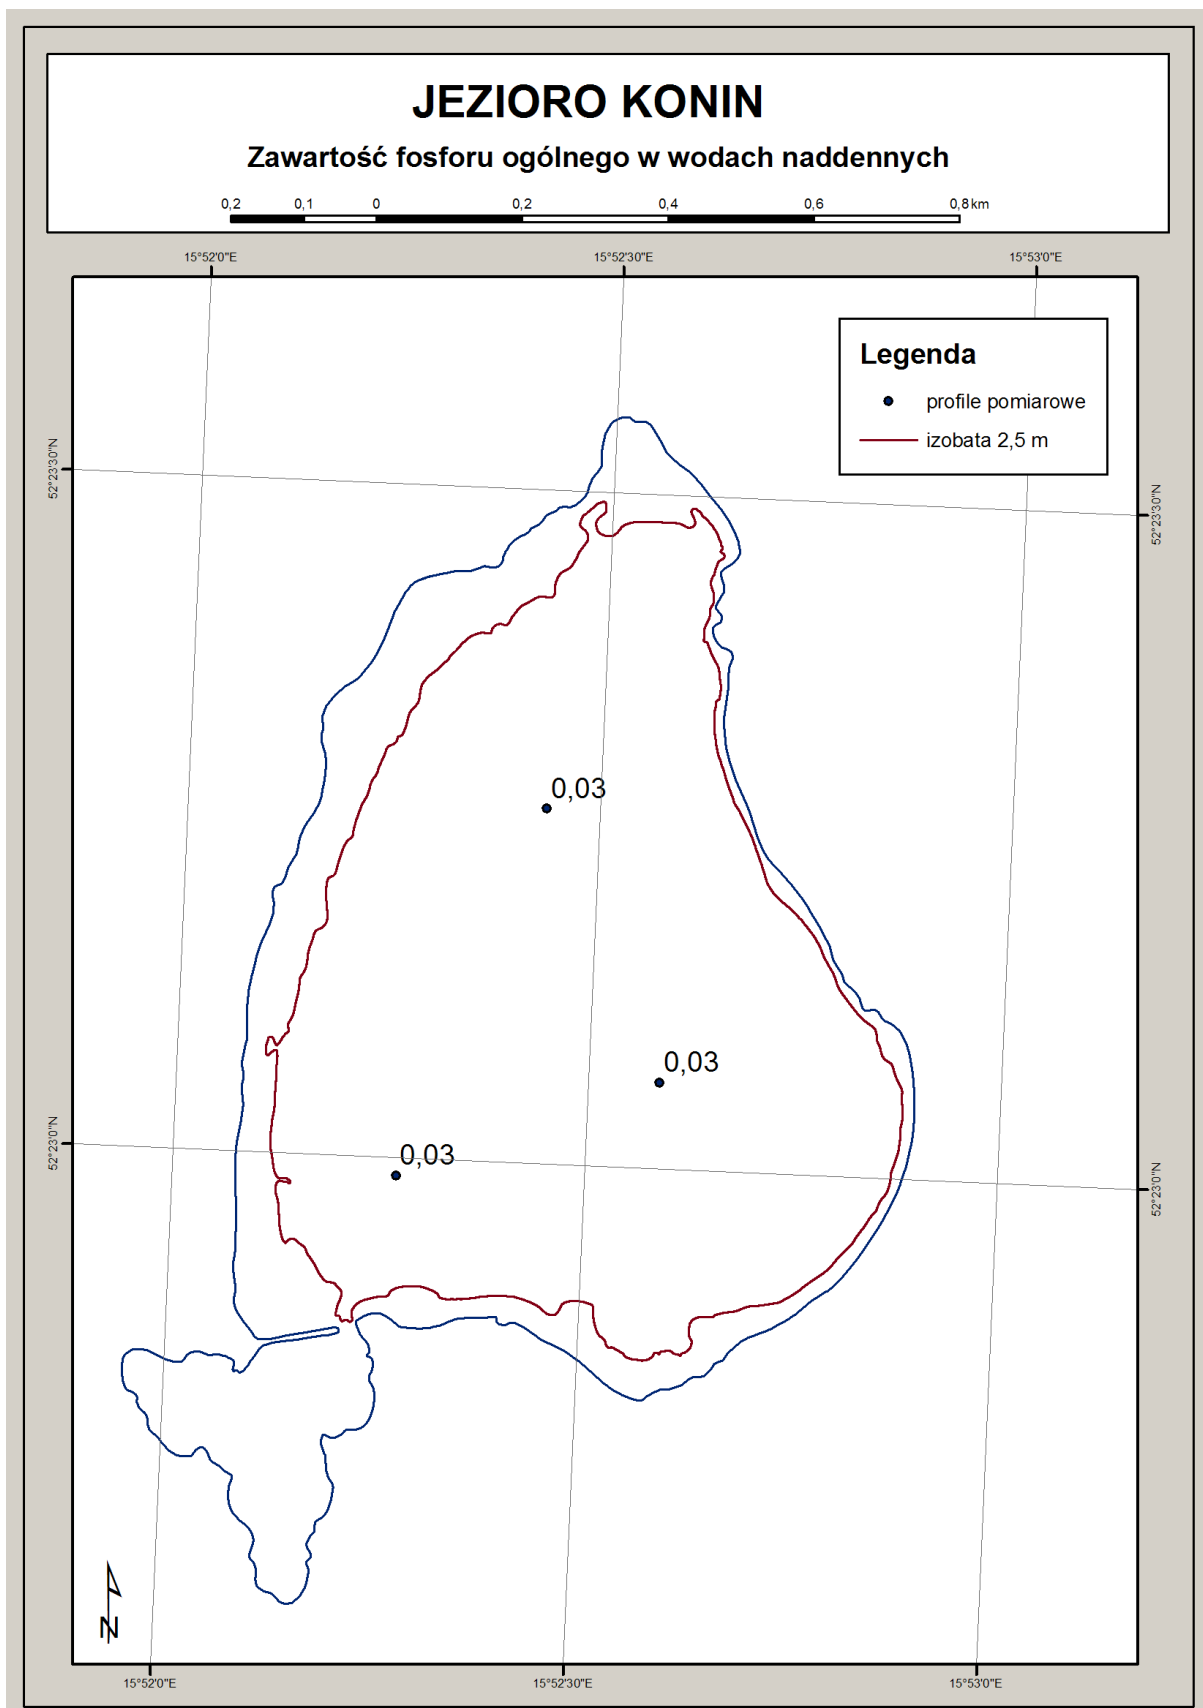 JEZIORO KONIN
Zawartość fosforu ogólnego w wodach naddennych
0,2 0,1 0 0,2 0,4 0,6 0,8 km
15°52'0"E 15°52'30"E 15°53'0"E
Legenda
profile pomiarowe
izobata 2,5 m
52°23'30"N
52°23'30"N
0,03
0,03
0,03
52°23'0"N
52°23'0"N
N
15°52'0"E 15°52'30"E 15°53'0"E